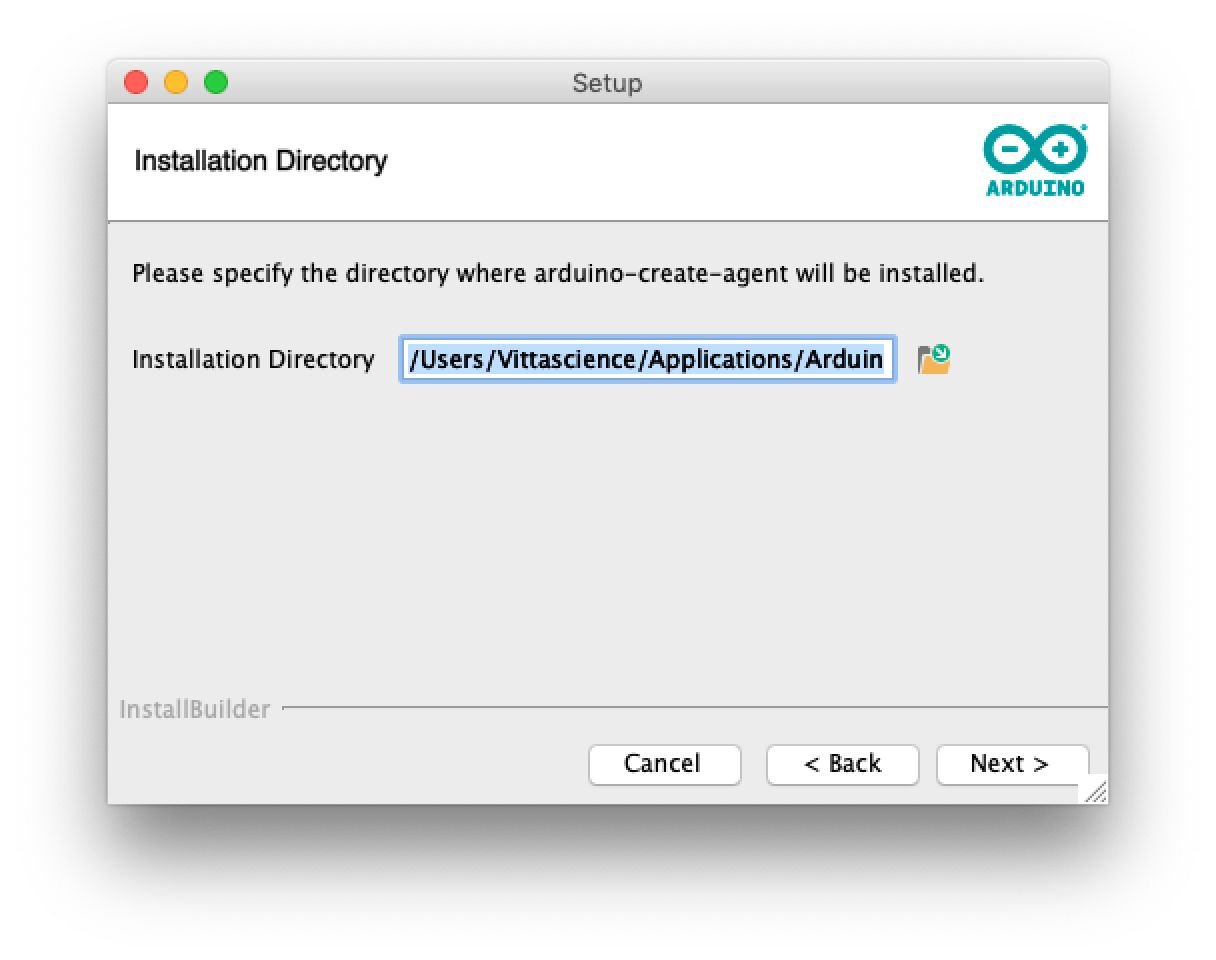 Setup
Installation Directory
ARDUINO
Please specify the directory where arduino-create-agent will be installed.
Installation Directory /Users/Vittascience/Applications/Arduin
InstallBuilder
Cancel < Back Next >